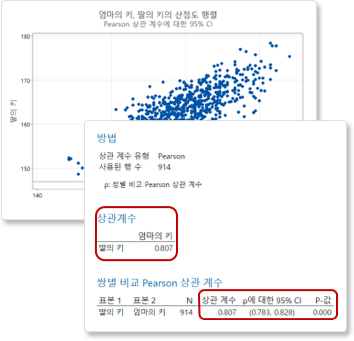 엄마의 키, 딸의 키의 산점도 행렬
Pearson 상관 계수에 대한 95% CI
180
170
160
150
140
딸의 키
방법
상관 계수 유형 Pearson
사용된 행 수 914
ρ: 쌍별 비교 Pearson 상관 계수
상관계수
엄마의 키
딸의 키 0.807
쌍별 비교 Pearson 상관 계수
표본 1 표본 2 N 상관 계수 ρ에 대한 95% CI P-값
딸의 키 엄마의 키 914 0.807 (0.783, 0.828) 0.000